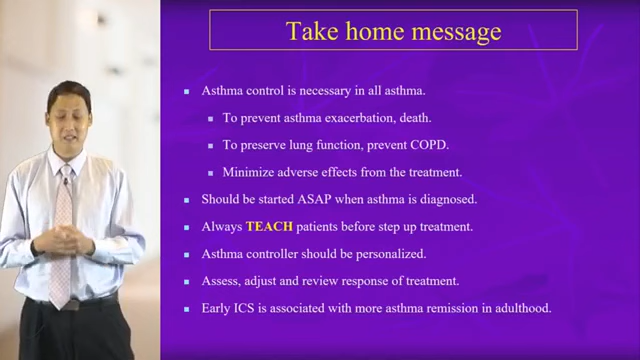 Take home message
Asthma control is necessary in all asthma.
To prevent asthma exacerbation, death.
To preserve lung function, prevent COPD.
Minimize adverse effects from the treatment.
Should be started ASAP when asthma is diagnosed.
Always TEACH patients before step up treatment.
Asthma controller should be personalized.
Assess, adjust and review response of treatment.
Early ICS is associated with more asthma remission in adulthood.